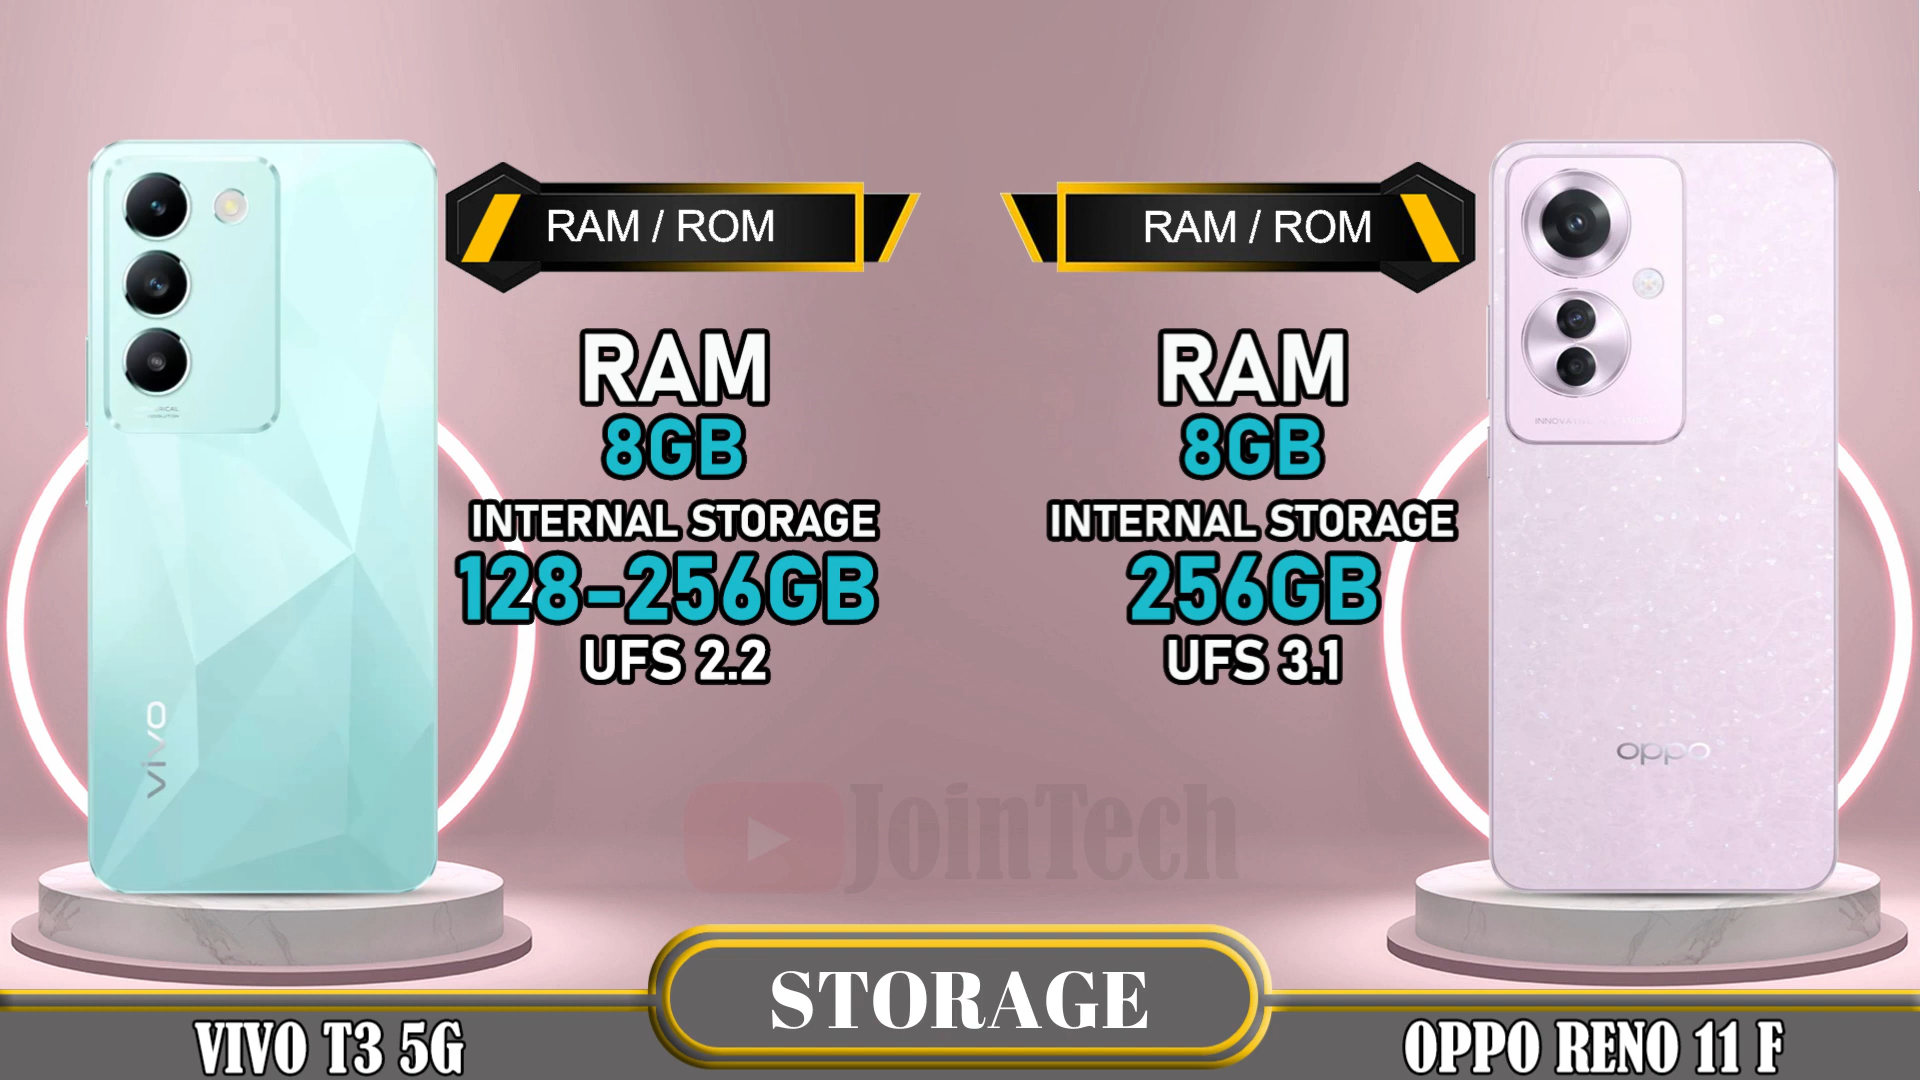 RAM / ROM
RAM
8GB
INTERNAL STORAGE
128-256GB
UFS 2.2
vivo
VIVO T3 5G
RAM / ROM
RAM
8GB
INTERNAL STORAGE
256GB
UFS 3.1
oppo
OPPO RENO 11 F
JoinTech
STORAGE